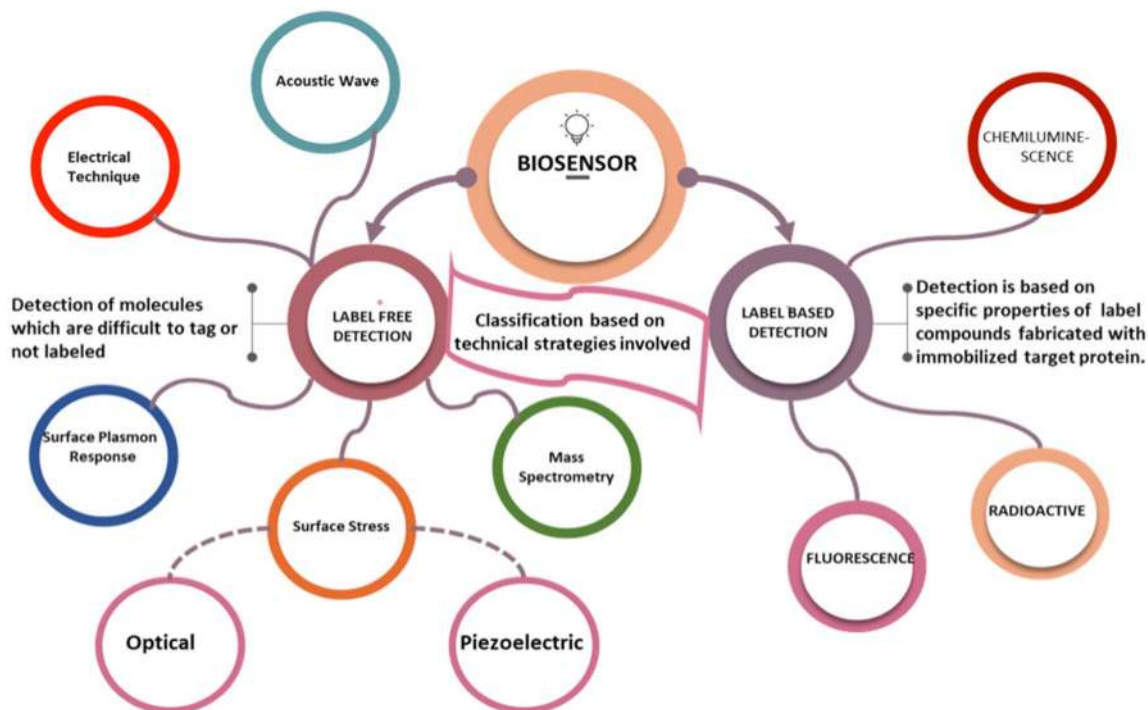 Acoustic Wave
BIOSENSOR
CHEMILUMINE-
SCENCE
Electrical
Technique
Detection of molecules
which are difficult to tag or
not labeled
LABEL FREE
DETECTION
Classification based on
technical strategies involved
LABEL BASED
DETECTION
Detection is based on
specific properties of label
compounds fabricated with
immobilized target protein.
Surface Plasmon
Response
Surface Stress
Mass
Spectrometry
FLUORESCENCE
RADIOACTIVE
Optical
Piezoelectric